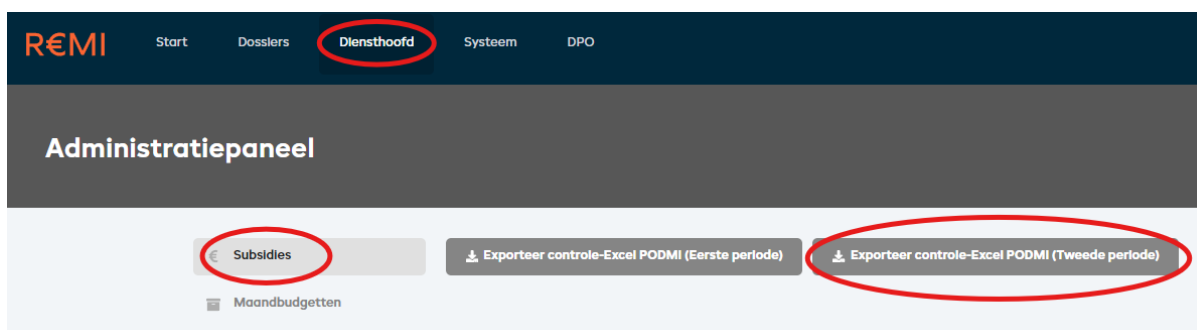 R€MI Start Dossiers Diensthoofd Systeem DPO
Administratiepaneel
€ Subsidies Exporteer controle-Excel PODMI (Eerste periode) Exporteer controle-Excel PODMI (Tweede periode)
Maandbudgetten